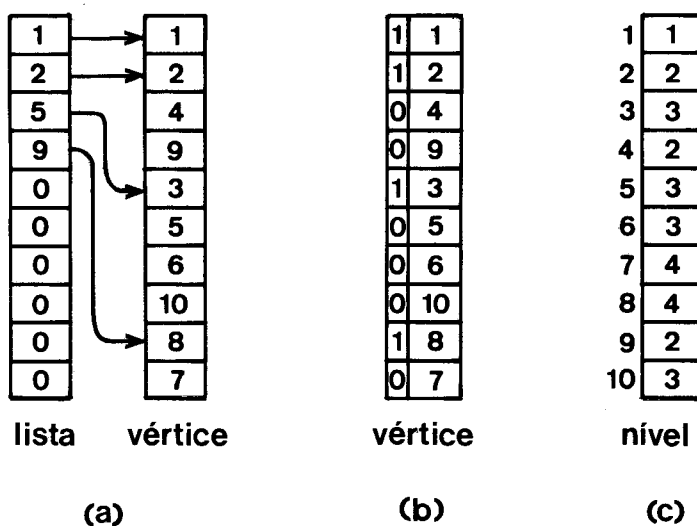 1 1 1 1 1 1
2 2 1 2 2 2
5 4 0 4 3 3
9 9 0 9 4 2
0 3 1 3 5 3
0 5 0 5 6 3
0 6 0 6 7 4
0 10 0 10 8 4
0 8 1 8 9 2
0 7 0 7 10 3
lista vértice vértice nível
(a) (b) (c)